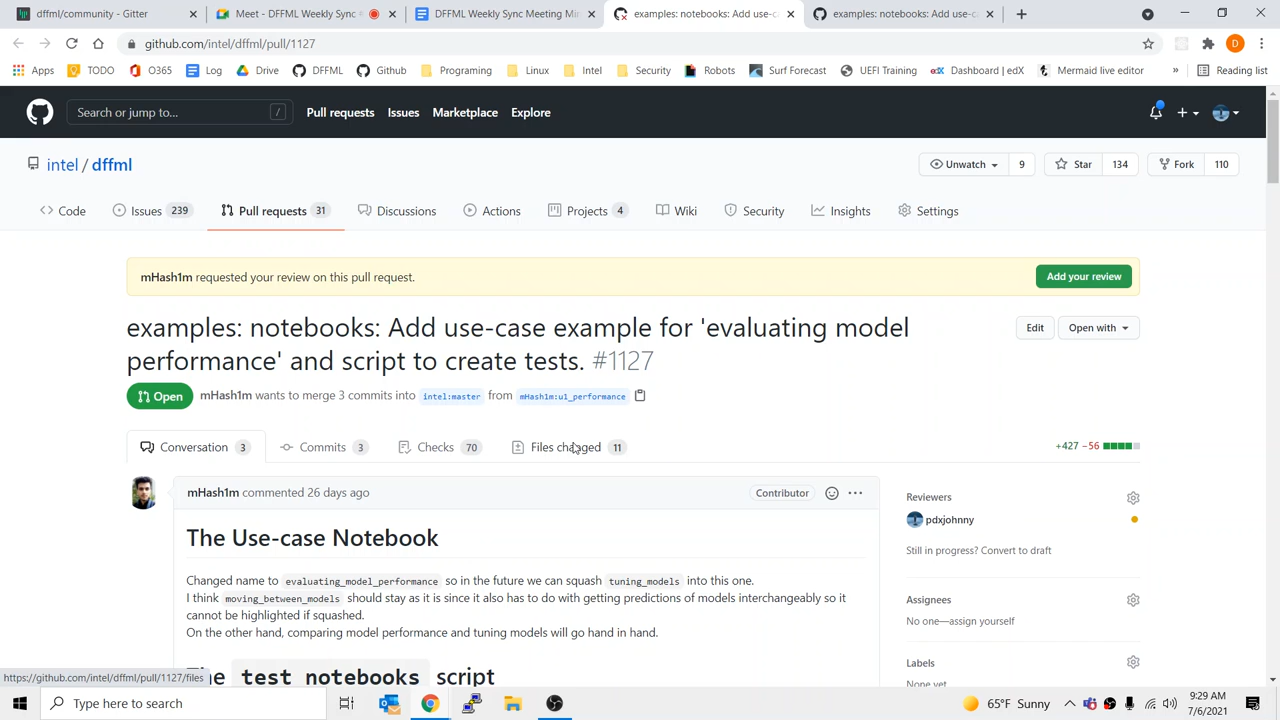 dffml/community - Gitter
Meet - DFFML Weekly Sync
DFFML Weekly Sync Meeting Min
examples: notebooks: Add use-ca
examples: notebooks: Add use-c
github.com/intel/dffml/pull/1127
Apps
TODO
O365
Log
Drive
DFFML
Github
Programing
Linux
Intel
Security
Robots
Surf Forecast
UEFI Training
edX
Dashboard | edX
Mermaid live editor
»
Reading list
Search or jump to...
/
Pull requests
Issues
Marketplace
Explore
intel / dffml
Unwatch
9
Star
134
Fork
110
Code
Issues 239
Pull requests 31
Discussions
Actions
Projects 4
Wiki
Security
Insights
Settings
mHash1m requested your review on this pull request.
Add your review
examples: notebooks: Add use-case example for 'evaluating model
performance' and script to create tests. #1127
Edit
Open with
Open
mHash1m wants to merge 3 commits into intel:master from mHash1m:u1_performance
Conversation 3
Commits 3
Checks 70
Files changed 11
+427 −56
mHash1m commented 26 days ago
Contributor
The Use-case Notebook
Changed name to evaluating_model_performance so in the future we can squash tuning_models into this one.
I think moving_between_models should stay as it is since it also has to do with getting predictions of models interchangeably so it
cannot be highlighted if squashed.
On the other hand, comparing model performance and tuning models will go hand in hand.
test_notebooks script
Reviewers
pdxjohnny
Still in progress? Convert to draft
Assignees
No one—assign yourself
Labels
None yet
https://github.com/intel/dffml/pull/1127/files
Type here to search
65°F Sunny
9:29 AM
7/6/2021